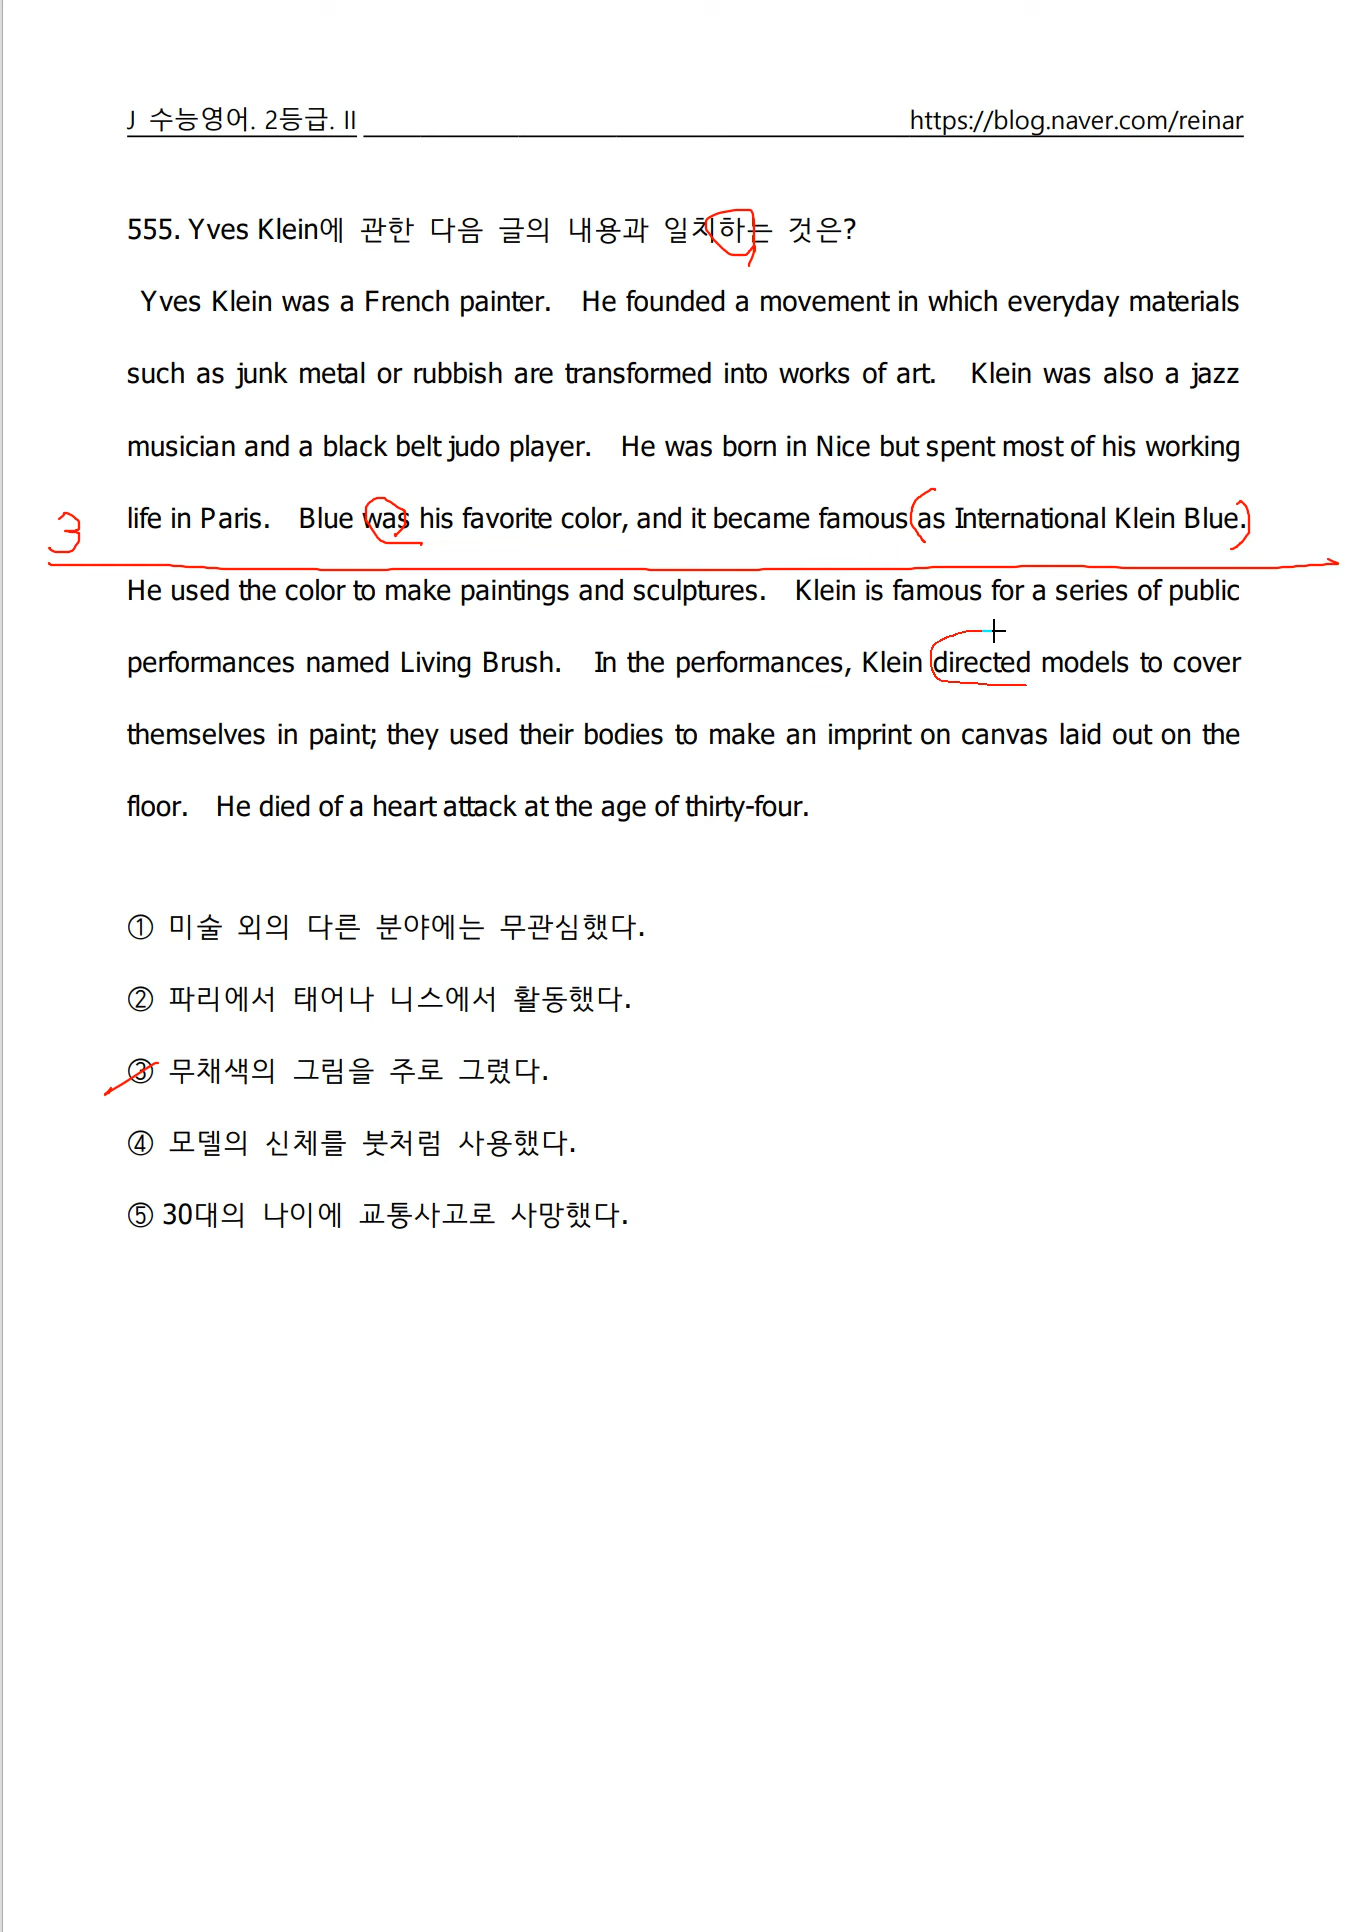 J 수능영어. 2등급. II https://blog.naver.com/reinar
555. Yves Klein에 관한 다음 글의 내용과 일치하는 것은?
Yves Klein was a French painter. He founded a movement in which everyday materials
such as junk metal or rubbish are transformed into works of art. Klein was also a jazz
musician and a black belt judo player. He was born in Nice but spent most of his working
life in Paris. Blue was his favorite color, and it became famous as International Klein Blue.
3
He used the color to make paintings and sculptures. Klein is famous for a series of public
performances named Living Brush. In the performances, Klein directed models to cover
themselves in paint; they used their bodies to make an imprint on canvas laid out on the
floor. He died of a heart attack at the age of thirty-four.
① 미술 외의 다른 분야에는 무관심했다.
② 파리에서 태어나 니스에서 활동했다.
③ 무채색의 그림을 주로 그렸다.
④ 모델의 신체를 붓처럼 사용했다.
⑤ 30대의 나이에 교통사고로 사망했다.